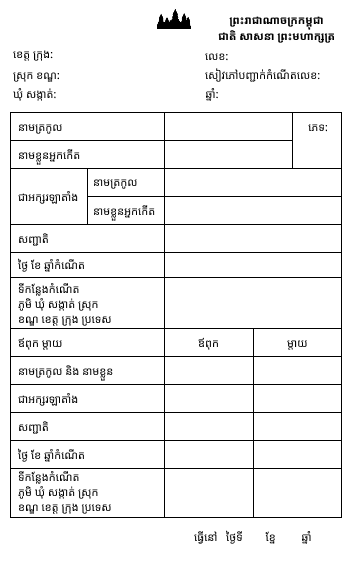 ព្រះរាជាណាចក្រកម្ពុជា
ជាតិ សាសនា ព្រះមហាក្សត្រ
ខេត្ត ក្រុង:
លេខ:
ស្រុក ខណ្ឌ:
សៀវភៅបញ្ជាក់កំណើតលេខ:
ឃុំ សង្កាត់:
ឆ្នាំ:
នាមត្រកូល
ភេទ:
នាមខ្លួនអ្នកកើត
ជាអក្សរឡាតាំង
នាមត្រកូល
នាមខ្លួនអ្នកកើត
សញ្ជាតិ
ថ្ងៃ ខែ ឆ្នាំកំណើត
ទីកន្លែងកំណើត
ភូមិ ឃុំ សង្កាត់ ស្រុក
ខណ្ឌ ខេត្ត ក្រុង ប្រទេស
ឪពុក ម្តាយ
ឪពុក
ម្តាយ
នាមត្រកូល និង នាមខ្លួន
ជាអក្សរឡាតាំង
សញ្ជាតិ
ថ្ងៃ ខែ ឆ្នាំកំណើត
ទីកន្លែងកំណើត
ភូមិ ឃុំ សង្កាត់ ស្រុក
ខណ្ឌ ខេត្ត ក្រុង ប្រទេស
ធ្វើនៅ ថ្ងៃទី ខែ្ន ឆ្នាំ